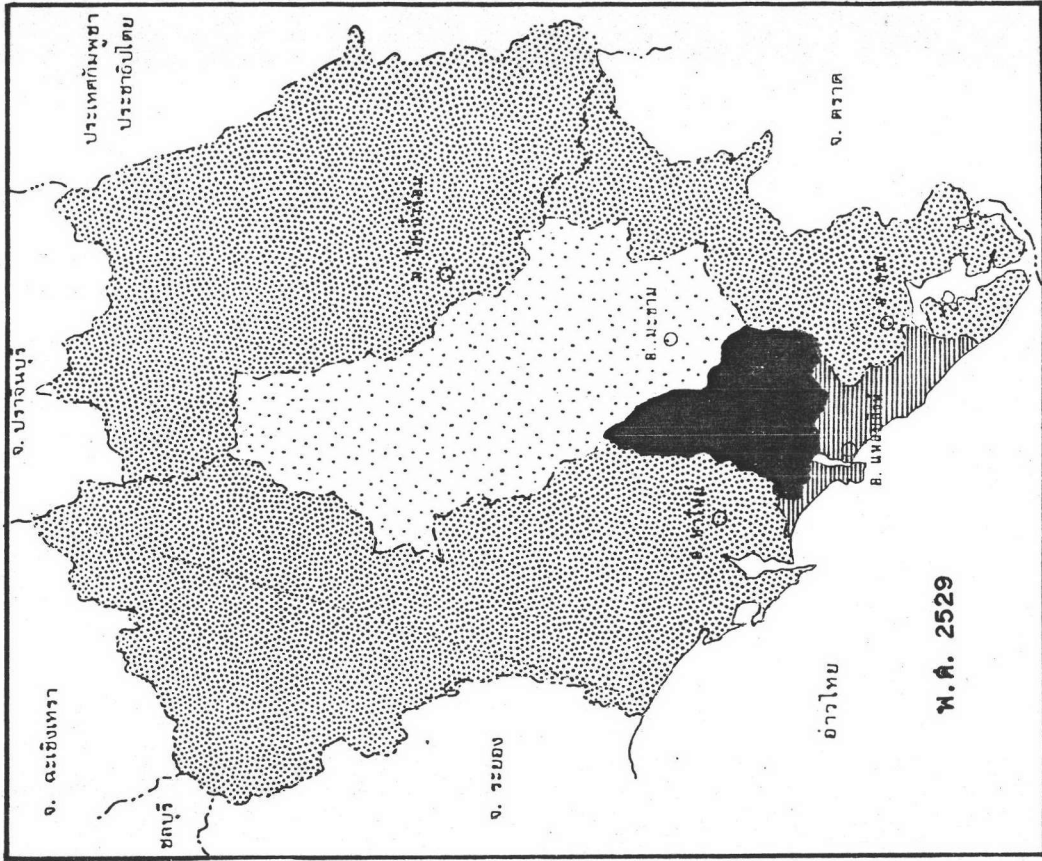 จ. ปราจนบุรี
ประเทศกัมพูชา
ประชาธิปไตย
จ. ฉะเชิงเทรา
ชลบุรี
อ. โป่งน้ำร้อน
จ. ระยอง
อ. มะขาม
จ. ตราด
อ. ท่าใหม่
อ. ขลุง
อ. แหลมสิงห์
อ่าวไทย
พ.ศ. 2529